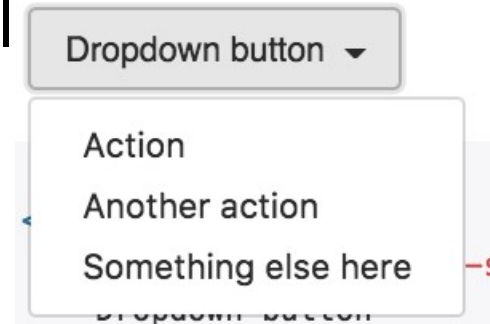 Dropdown button
Action
Another action
Something else here